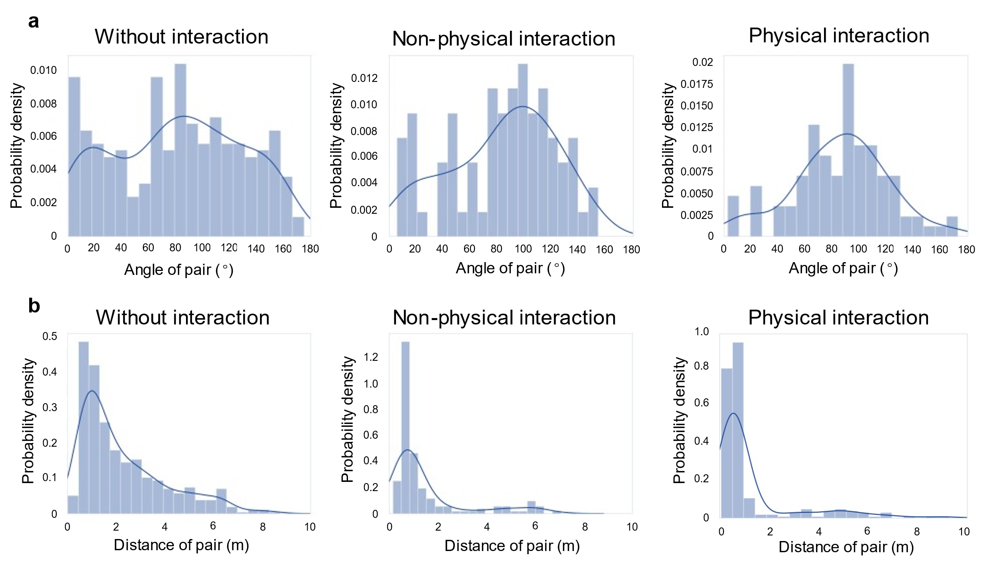 a
Without interaction
Probability density
0.010
0.008
0.006
0.004
0.002
0
0 20 40 60 80 100 120 140 160 180
Angle of pair (°)
Non-physical interaction
Probability density
0.012
0.010
0.008
0.006
0.004
0.002
0
0 20 40 60 80 100 120 140 160 180
Angle of pair (°)
Physical interaction
Probability density
0.02
0.0175
0.0150
0.0125
0.01
0.0075
0.0050
0.0025
0
0 20 40 60 80 100 120 140 160 180
Angle of pair (°)
b
Without interaction
Probability density
0.5
0.4
0.3
0.2
0.1
0
0 2 4 6 8 10
Distance of pair (m)
Non-physical interaction
Probability density
1.2
1.0
0.8
0.6
0.4
0.2
0
0 2 4 6 8 10
Distance of pair (m)
Physical interaction
Probability density
1.0
0.8
0.6
0.4
0.2
0
0 2 4 6 8 10
Distance of pair (m)